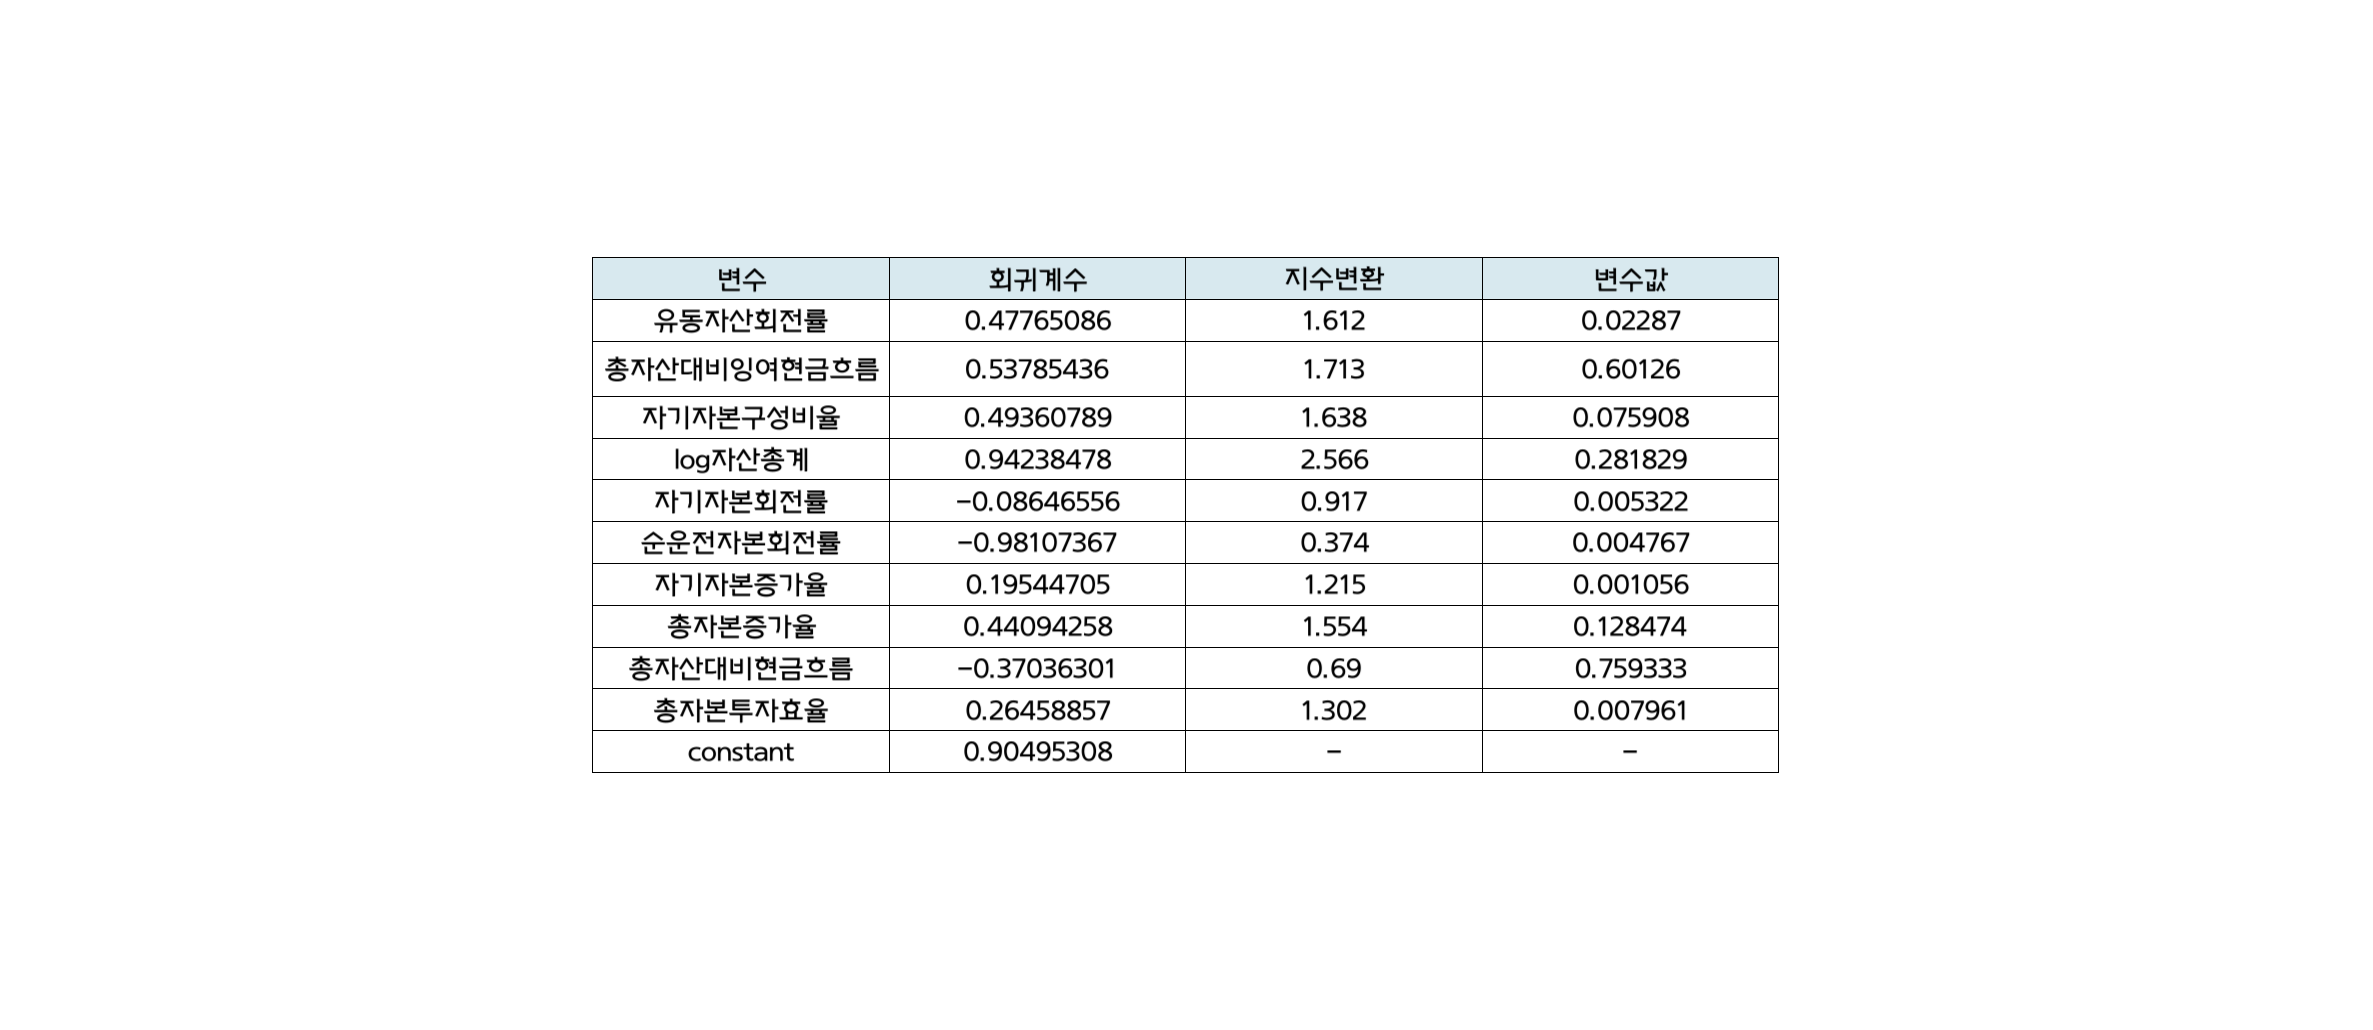 변수 회귀계수 지수변환 변수값
유동자산회전률 0.47765086 1.612 0.02287
총자산대비잉여현금흐름 0.53785436 1.713 0.60126
자기자본구성비율 0.49360789 1.638 0.075908
log자산총계 0.94238478 2.566 0.281829
자기자본회전률 -0.08646556 0.917 0.005322
순운전자본회전률 -0.98107367 0.374 0.004767
자기자본증가율 0.19544705 1.215 0.001056
총자본증가율 0.44094258 1.554 0.128474
총자산대비현금흐름 -0.37036301 0.69 0.759333
총자본투자효율 0.26458857 1.302 0.007961
constant 0.90495308 - -